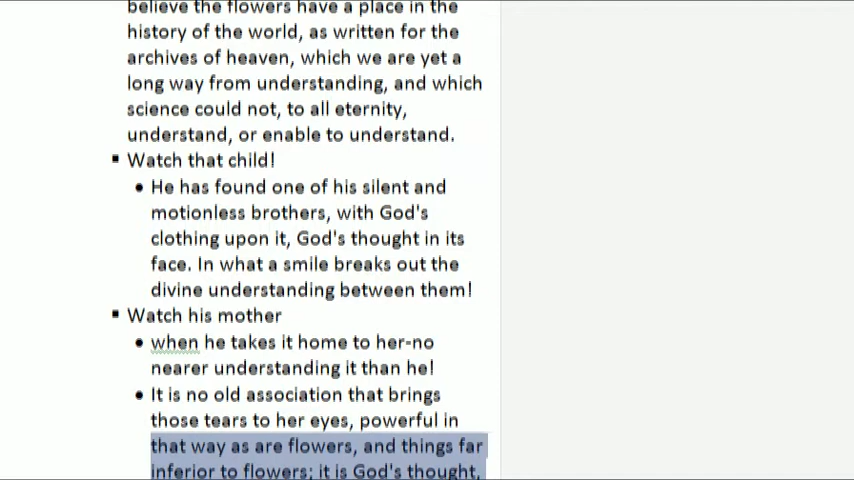 believe the flowers have a place in the
history of the world, as written for the
archives of heaven, which we are yet a
long way from understanding, and which
science could not, to all eternity,
understand, or enable to understand.
▪ Watch that child!
• He has found one of his silent and
motionless brothers, with God's
clothing upon it, God's thought in its
face. In what a smile breaks out the
divine understanding between them!
▪ Watch his mother
• when he takes it home to her-no
nearer understanding it than he!
• It is no old association that brings
those tears to her eyes, powerful in
that way as are flowers, and things far
inferior to flowers; it is God's thought,